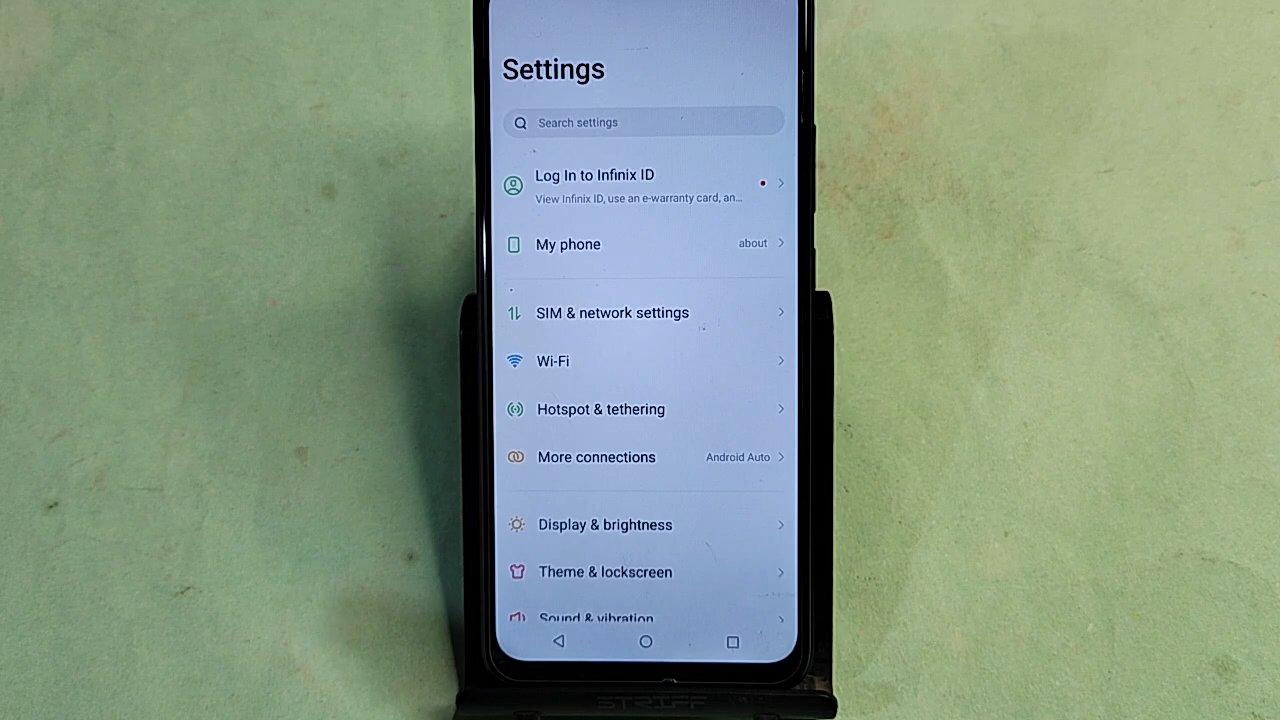 Settings
Search settings
Log In to Infinix ID
View Infinix ID, use an e-warranty card, an...
My phone about
SIM & network settings
Wi-Fi
Hotspot & tethering
More connections Android Auto
Display & brightness
Theme & lockscreen
Sound & vibration
STRIFF